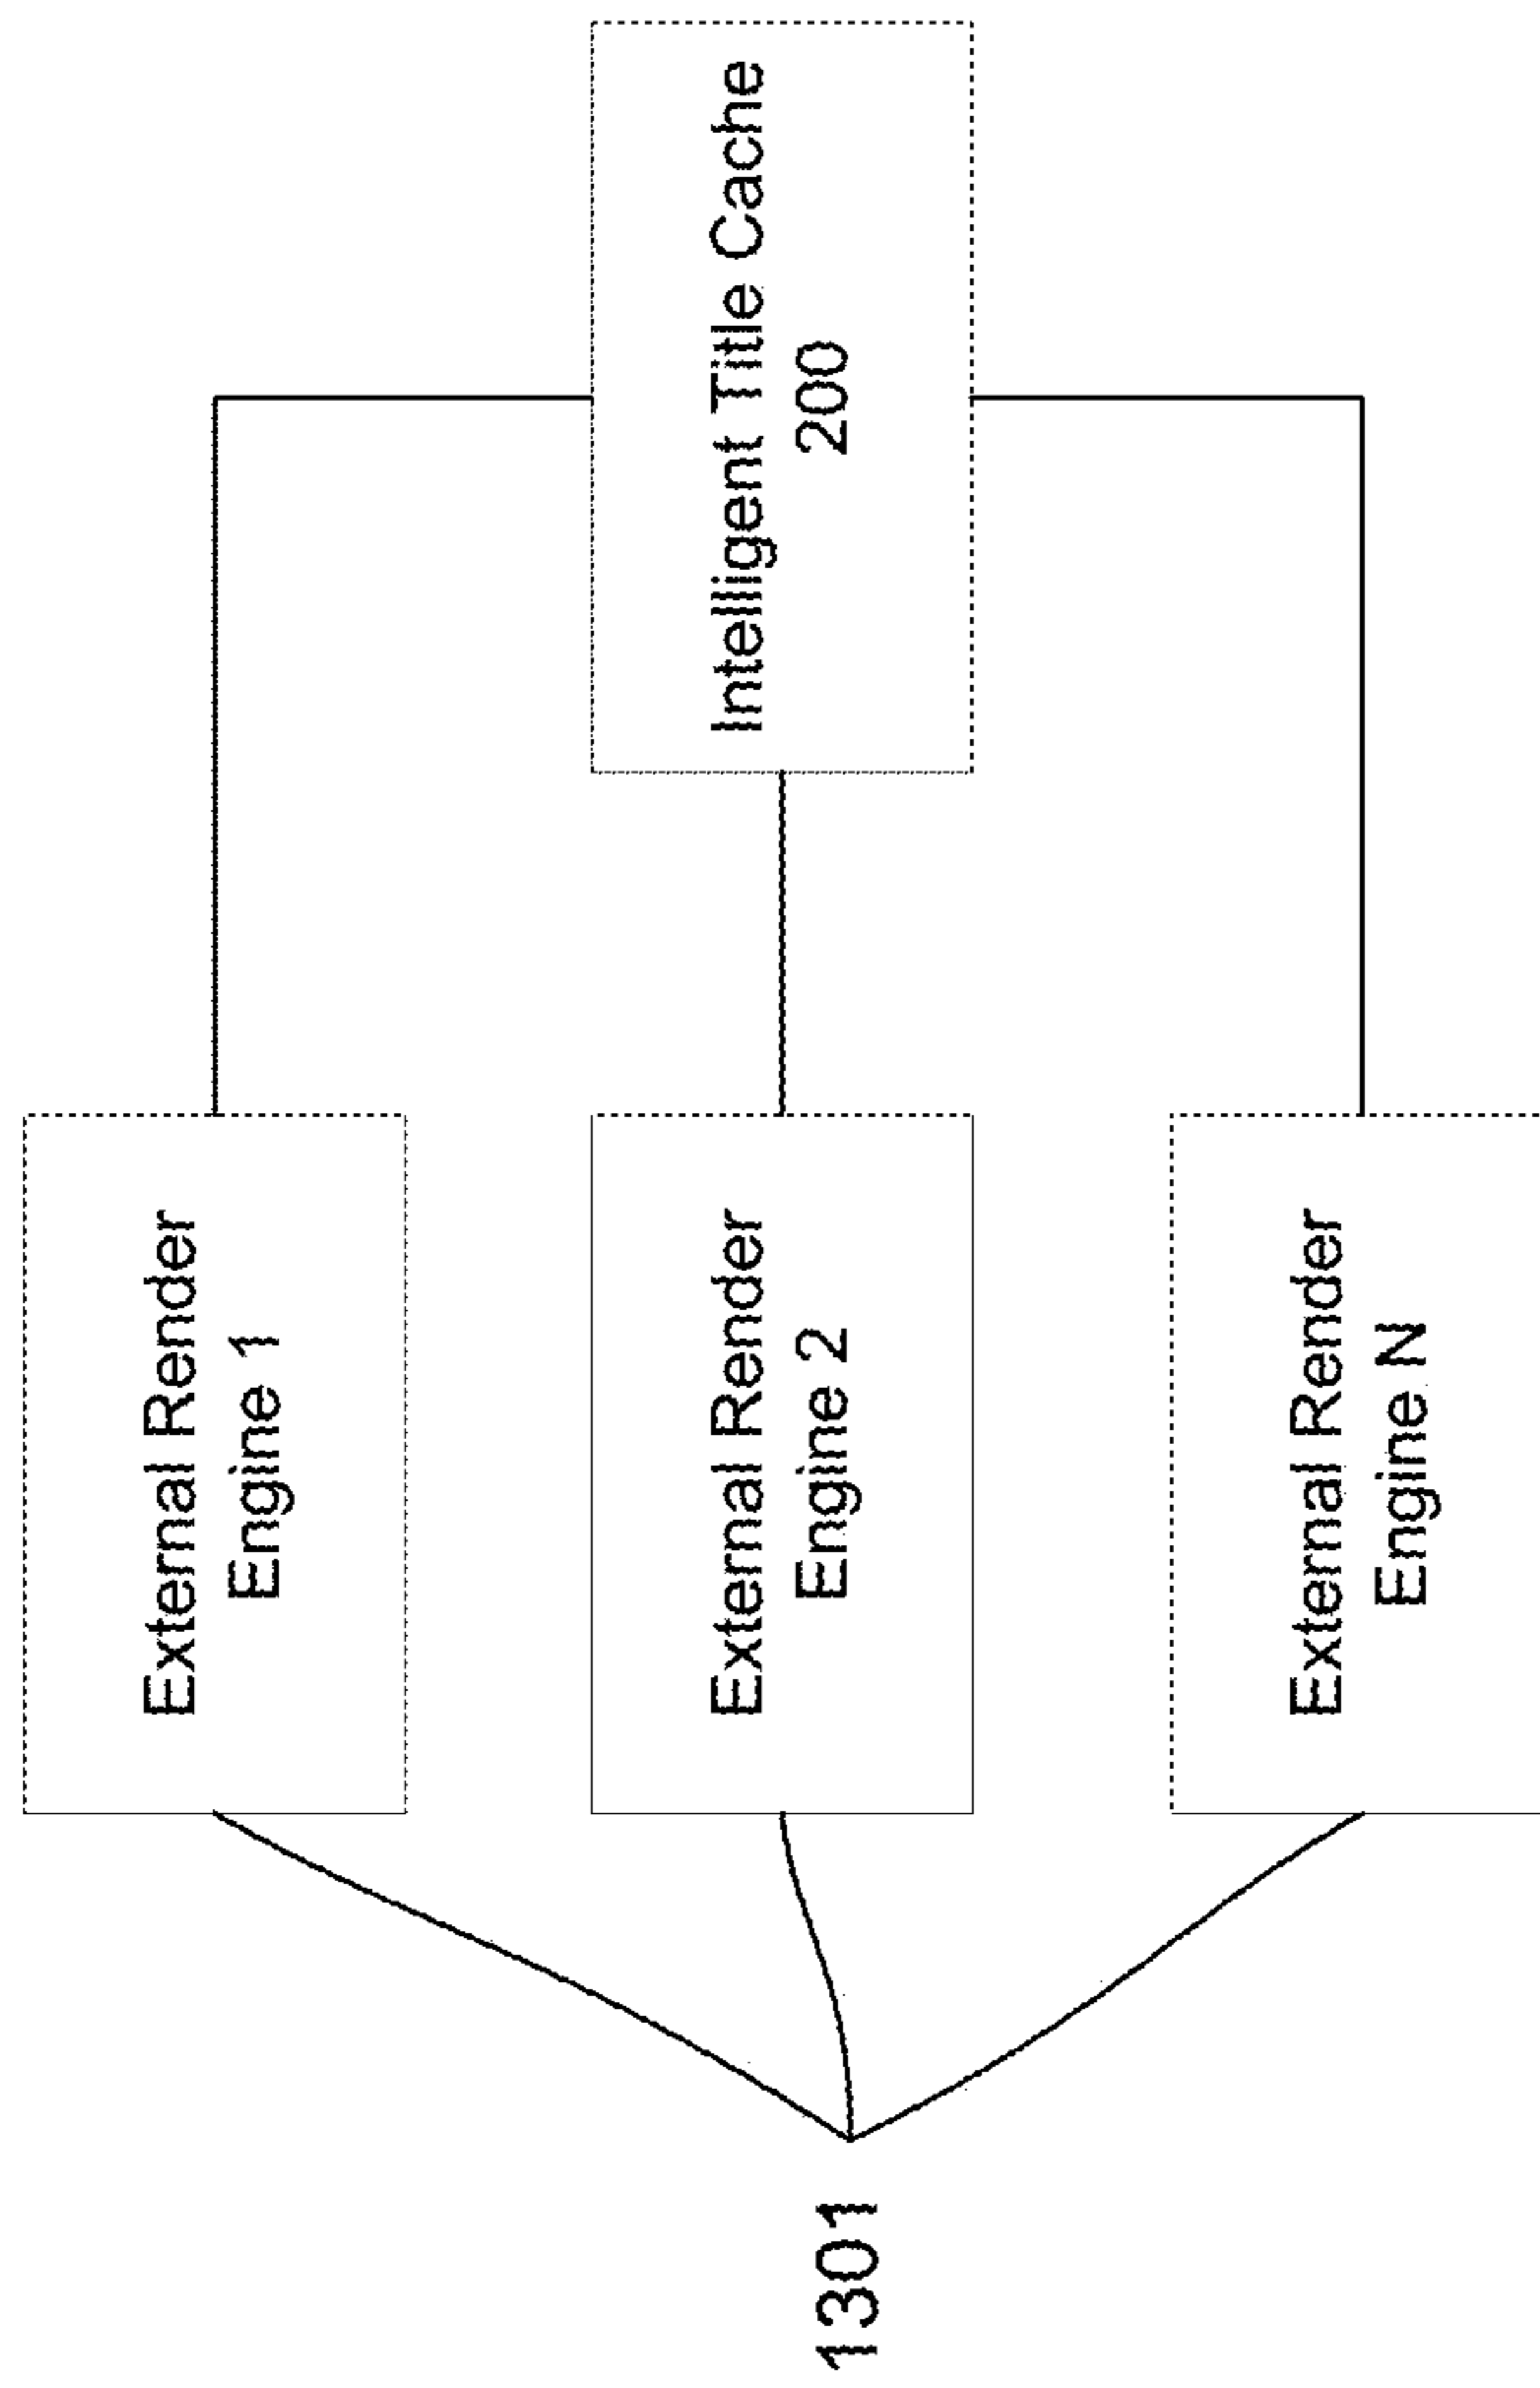 External Render
Engine 1
External Render
Engine 2
External Render
Engine N
Intelligent Title Cache
200
1301